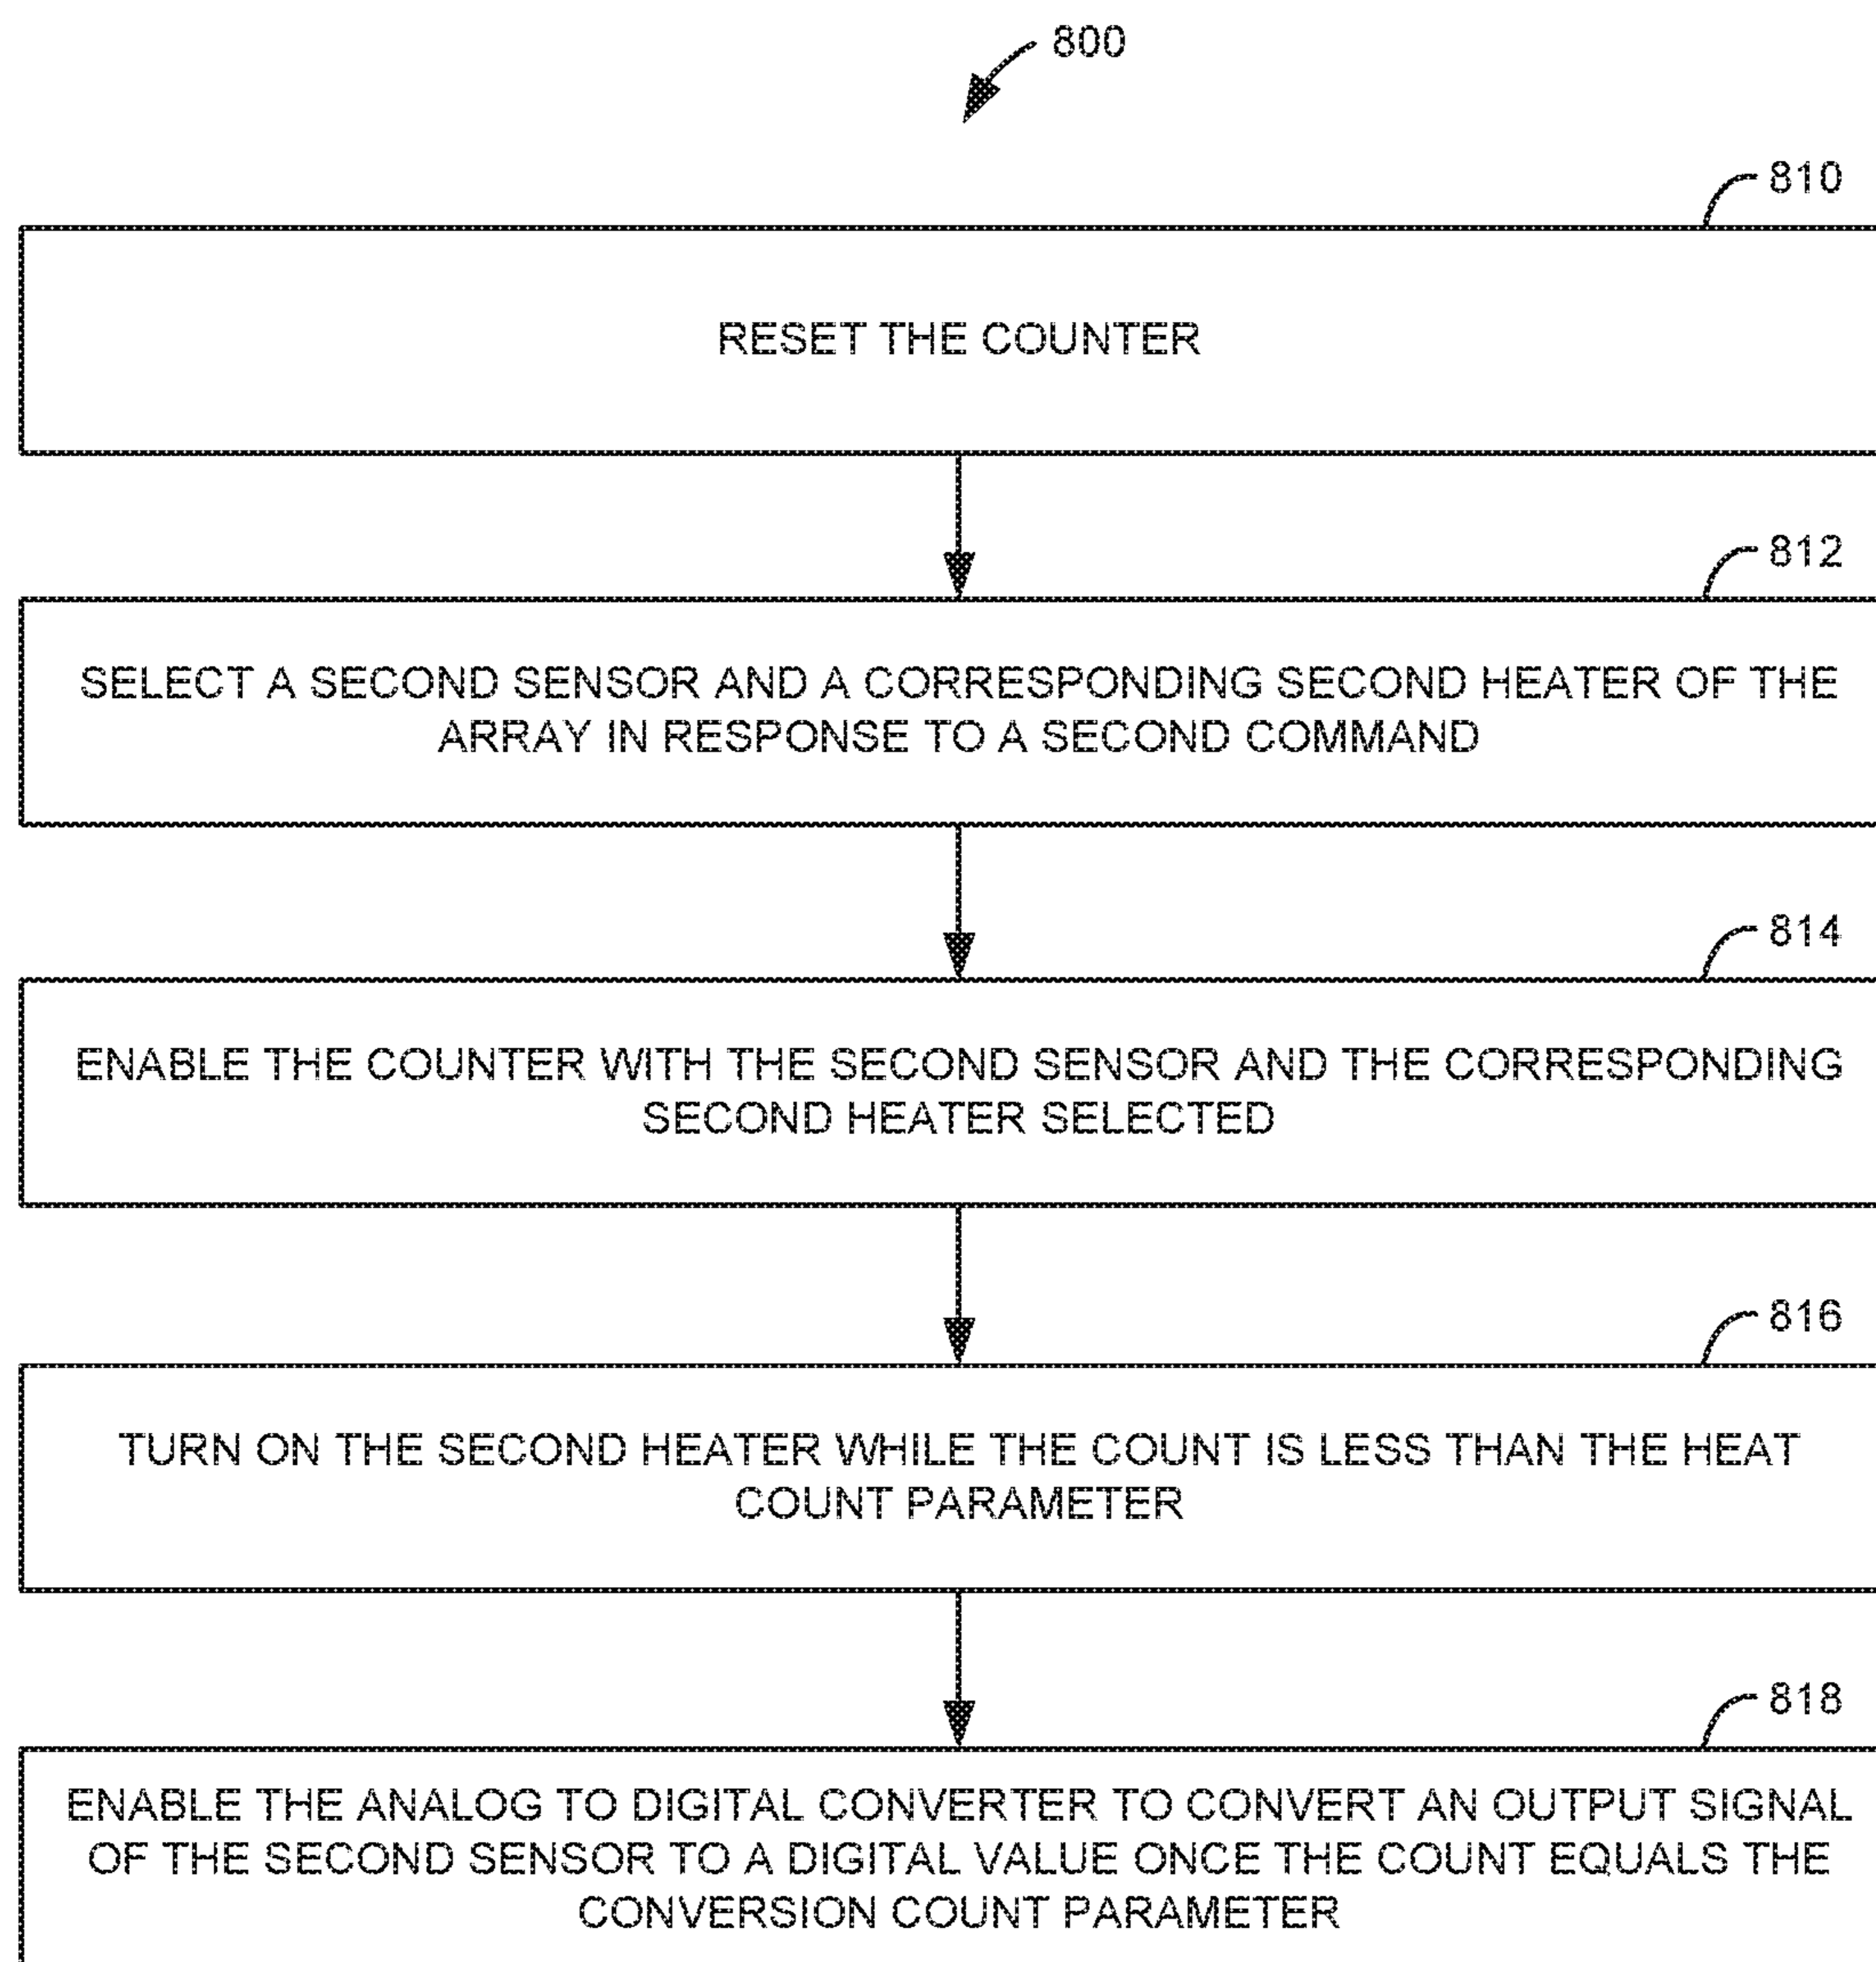 800
810
RESET THE COUNTER
812
SELECT A SECOND SENSOR AND A CORRESPONDING SECOND HEATER OF THE
ARRAY IN RESPONSE TO A SECOND COMMAND
814
ENABLE THE COUNTER WITH THE SECOND SENSOR AND THE CORRESPONDING
SECOND HEATER SELECTED
816
TURN ON THE SECOND HEATER WHILE THE COUNT IS LESS THAN THE HEAT
COUNT PARAMETER
818
ENABLE THE ANALOG TO DIGITAL CONVERTER TO CONVERT AN OUTPUT SIGNAL
OF THE SECOND SENSOR TO A DIGITAL VALUE ONCE THE COUNT EQUALS THE
CONVERSION COUNT PARAMETER